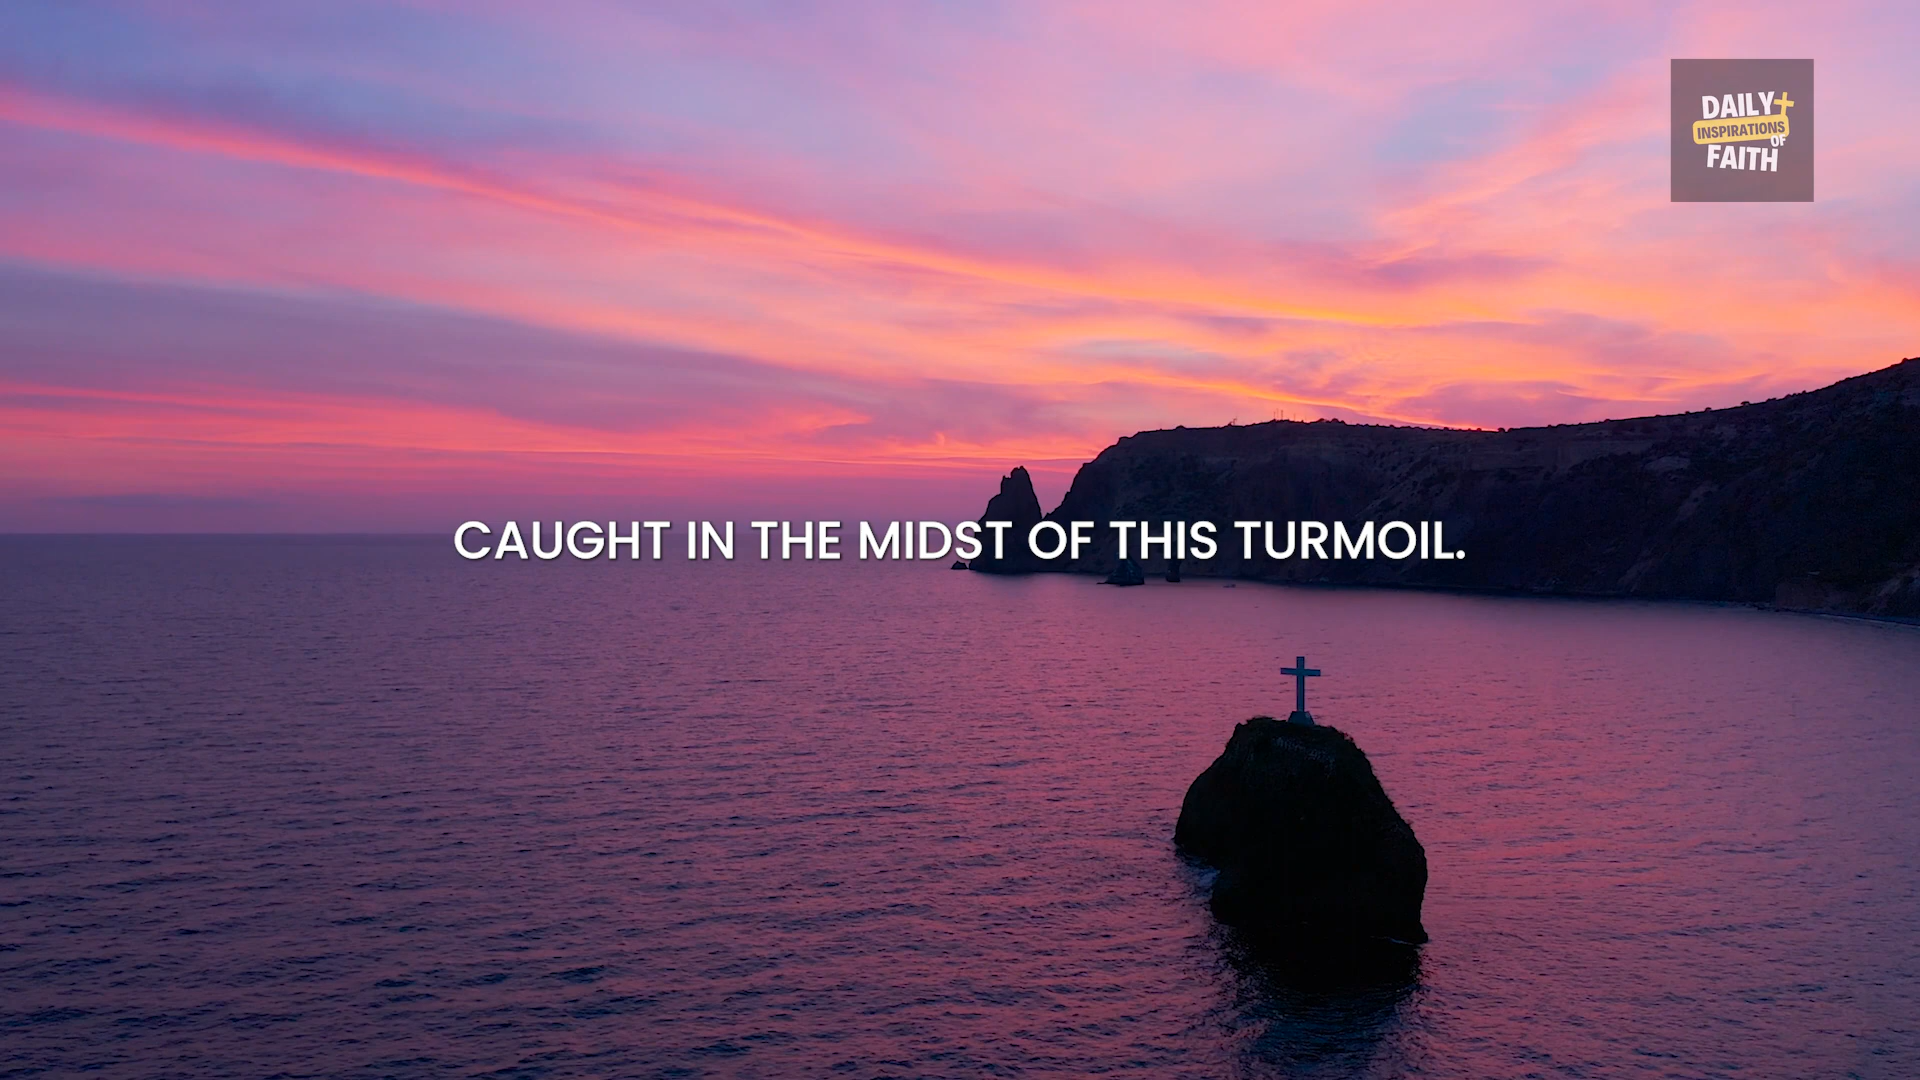 DAILY
INSPIRATIONS
OF
FAITH
CAUGHT IN THE MIDST OF THIS TURMOIL.